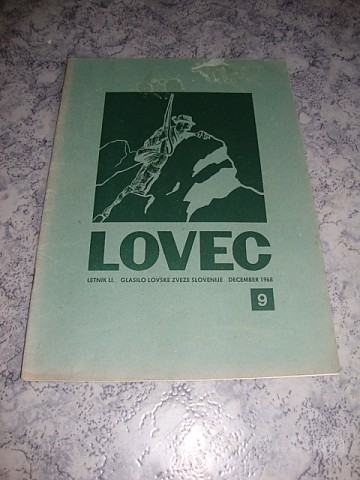 LOVEC
LETNIK LI. GLASILO LOVSKE ZVEZE SLOVENIJE DECEMBER 1968
9